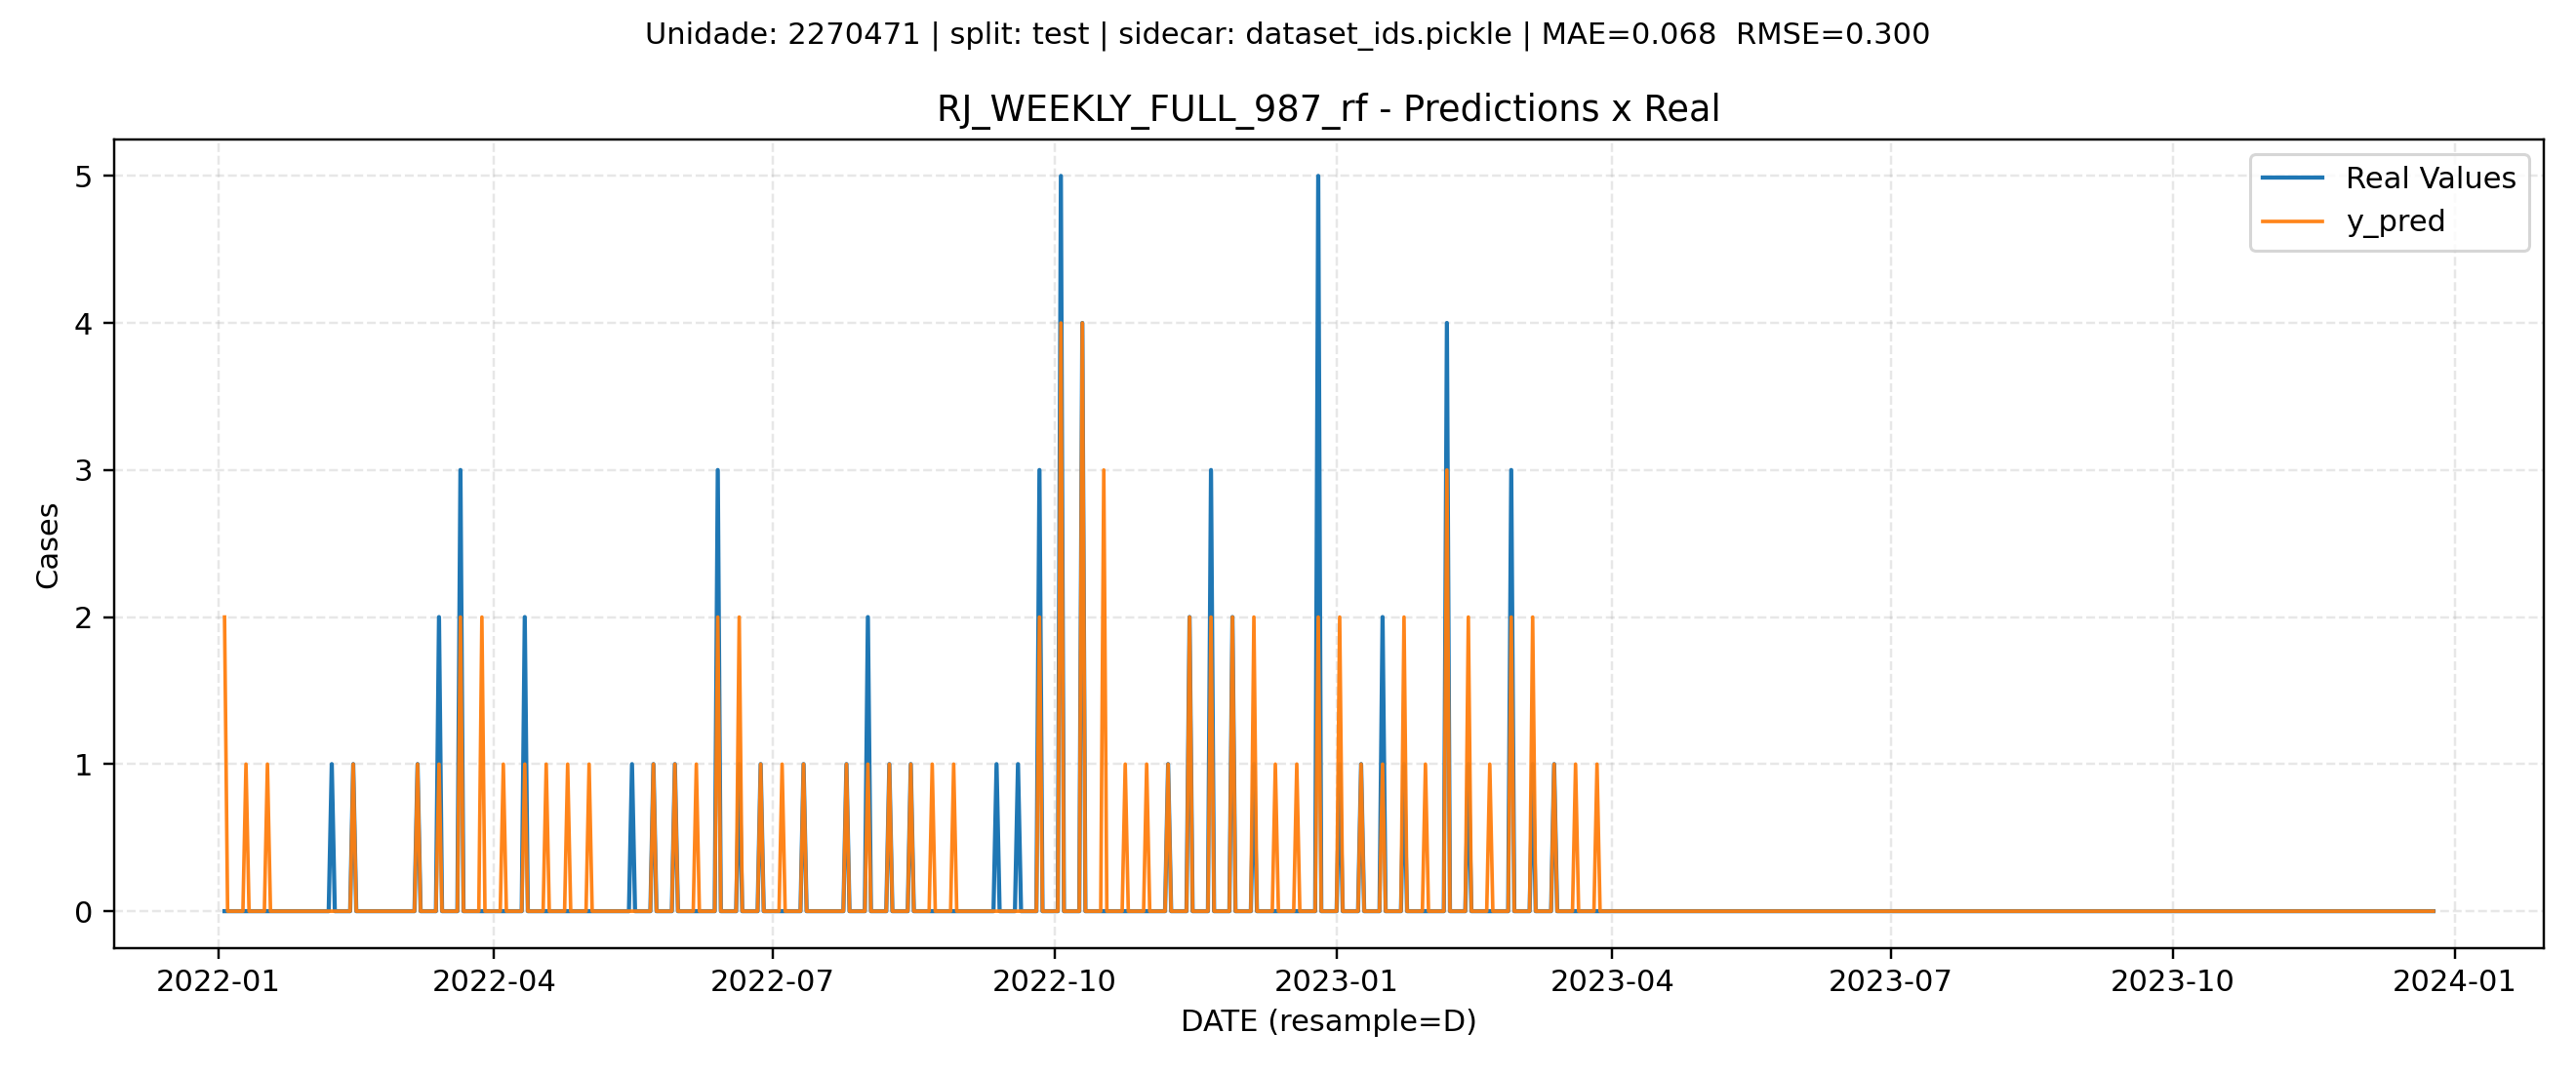 Unidade: 2270471 | split: test | sidecar: dataset_ids.pickle | MAE=0.068  RMSE=0.300
RJ_WEEKLY_FULL_987_rf - Predictions x Real
Real Values
y_pred
5
4
3
2
1
0
Cases
2022-01
2022-04
2022-07
2022-10
2023-01
2023-04
2023-07
2023-10
2024-01
DATE (resample=D)